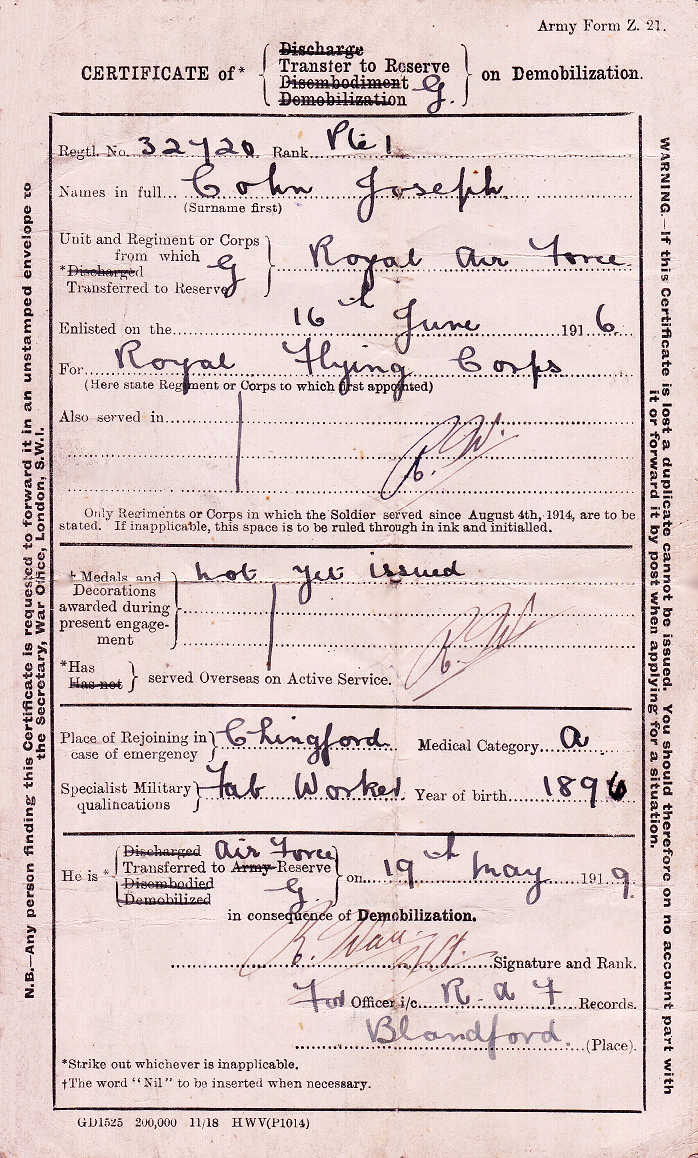 Army Form Z. 21.
Discharge
Transfer to Reserve
CERTIFICATE of* Disembodiment on Demobilization.
Demobilization G.
Regtl. No. 32420 Rank Pte 1
Names in full Cohn Joseph
(Surname first)
Unit and Regiment or Corps
from which
*Discharged G Royal Air Force
Transferred to Reserve
Enlisted on the 16th June 1916.
For Royal Flying Corps
(Here state Regiment or Corps to which first appointed)
Also served in
R. W.
Only Regiments or Corps in which the Soldier served since August 4th, 1914, are to be
stated. If inapplicable, this space is to be ruled through in ink and initialled.
†Medals and not yet issued
Decorations
awarded during
present engage-
ment
R. W.
*Has
Has not served Overseas on Active Service.
Place of Rejoining in Chingford Medical Category A
case of emergency
Specialist Military Fab Worker. Year of birth 1896
qualifications
Discharged Air Force
He is * Transferred to Army Reserve on 19th May 1919.
Disembodied G.
Demobilized
in consequence of Demobilization.
Signature and Rank.
For Officer i/c R.A.F Records.
Blandford. (Place).
*Strike out whichever is inapplicable.
†The word "Nil" to be inserted when necessary.
GD1525 200,000 11/18 HWV(P1014)
N.B.—Any person finding this Certificate is requested to forward it in an unstamped envelope to
the Secretary, War Office, London, S.W.1.
WARNING.—If this Certificate is lost a duplicate cannot be issued. You should therefore on no account part with
it or forward it by post when applying for a situation.